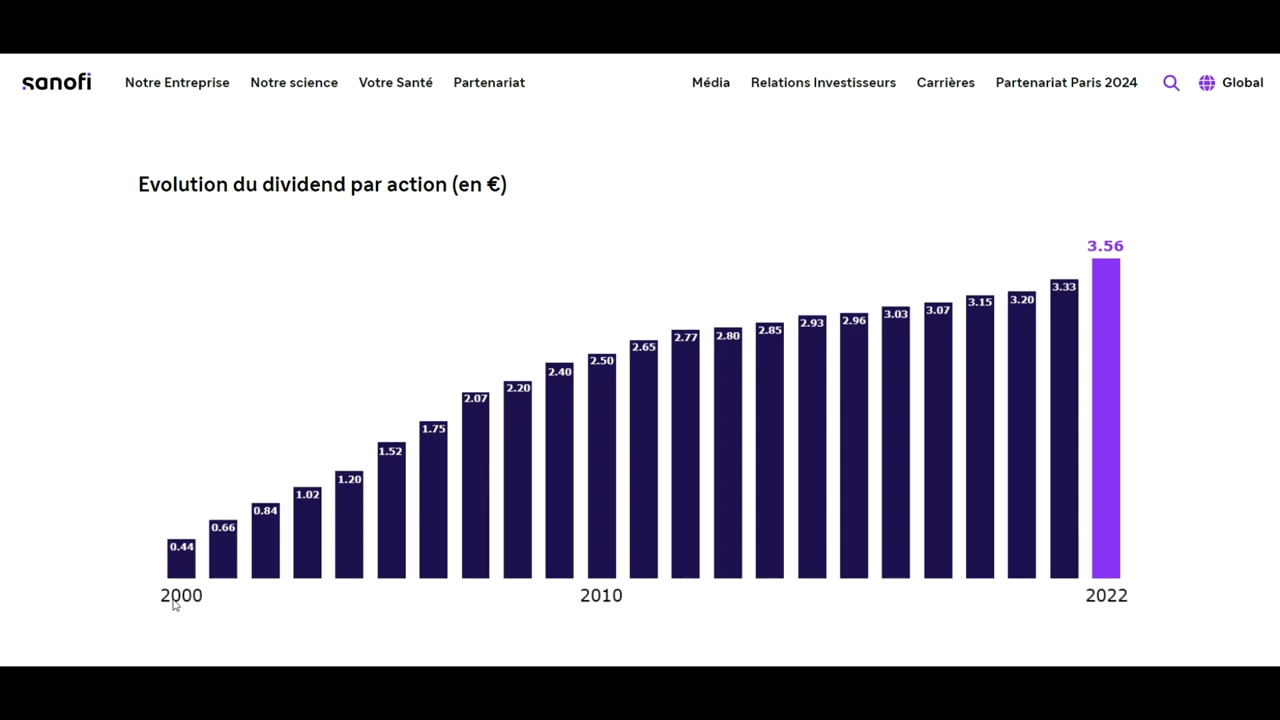 sanofi Notre Entreprise Notre science Votre Santé Partenariat Média Relations Investisseurs Carrières Partenariat Paris 2024 Global
Evolution du dividend par action (en €)
0.44 0.66 0.84 1.02 1.20 1.52 1.75 2.07 2.20 2.40 2.50 2.65 2.77 2.80 2.85 2.93 2.96 3.03 3.07 3.15 3.20 3.33 3.56
2000 2010 2022